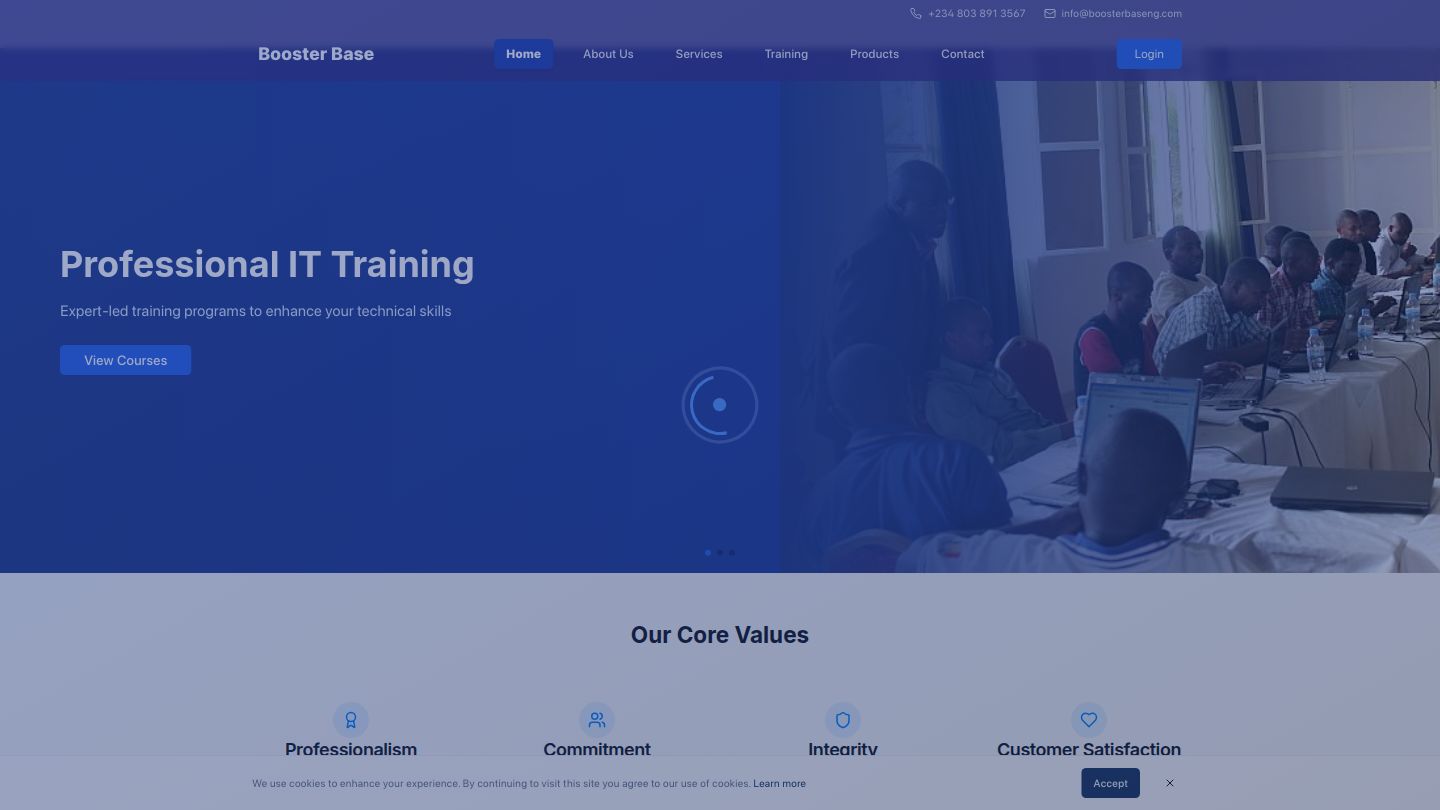 +234 803 891 3567 info@boosterbaseng.com
Booster Base Home About Us Services Training Products Contact Login
Professional IT Training
Expert-led training programs to enhance your technical skills
View Courses
Our Core Values
Professionalism Commitment Integrity Customer Satisfaction
We use cookies to enhance your experience. By continuing to visit this site you agree to our use of cookies. Learn more Accept